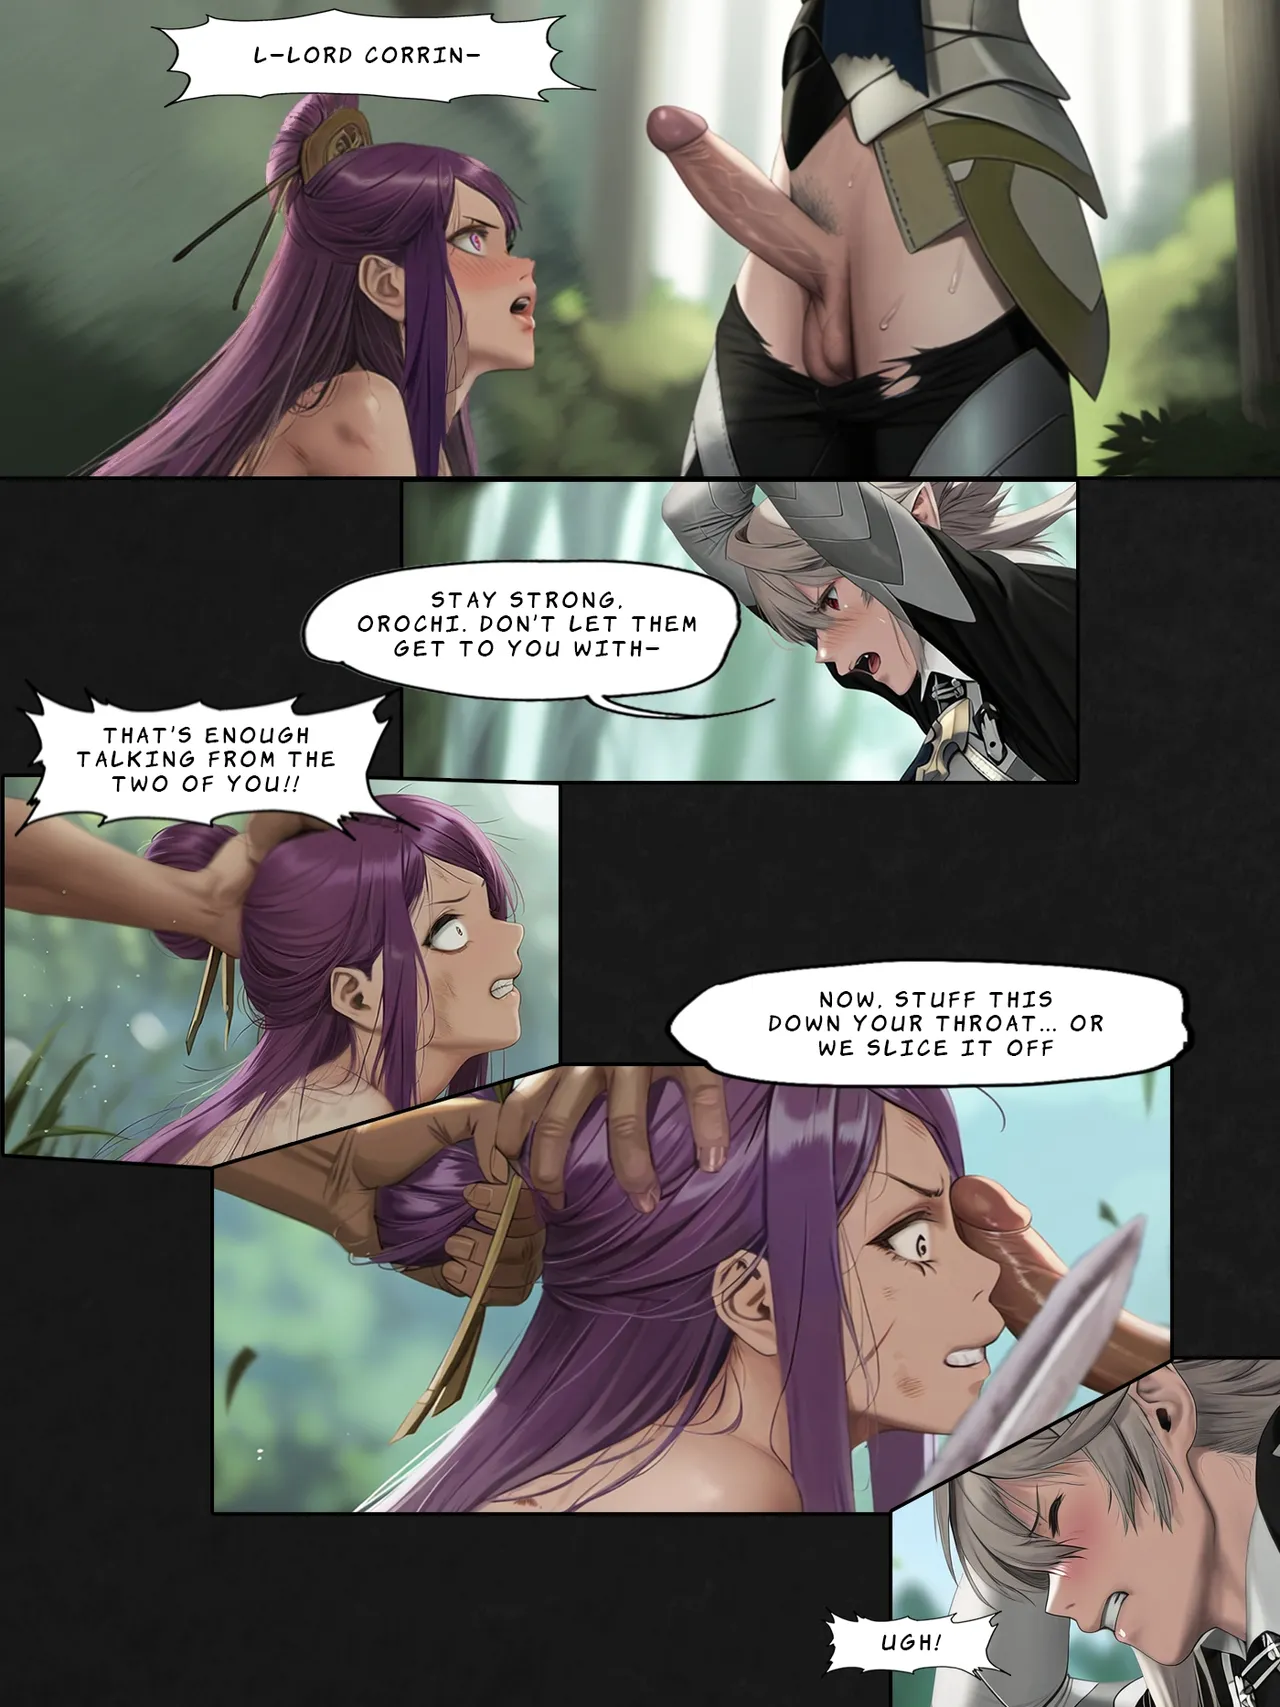 L-LORD CORRIN-
STAY STRONG,
OROCHI. DON'T LET THEM
GET TO YOU WITH-
THAT'S ENOUGH
TALKING FROM THE
TWO OF YOU!!
NOW, STUFF THIS
DOWN YOUR THROAT... OR
WE SLICE IT OFF
UGH!